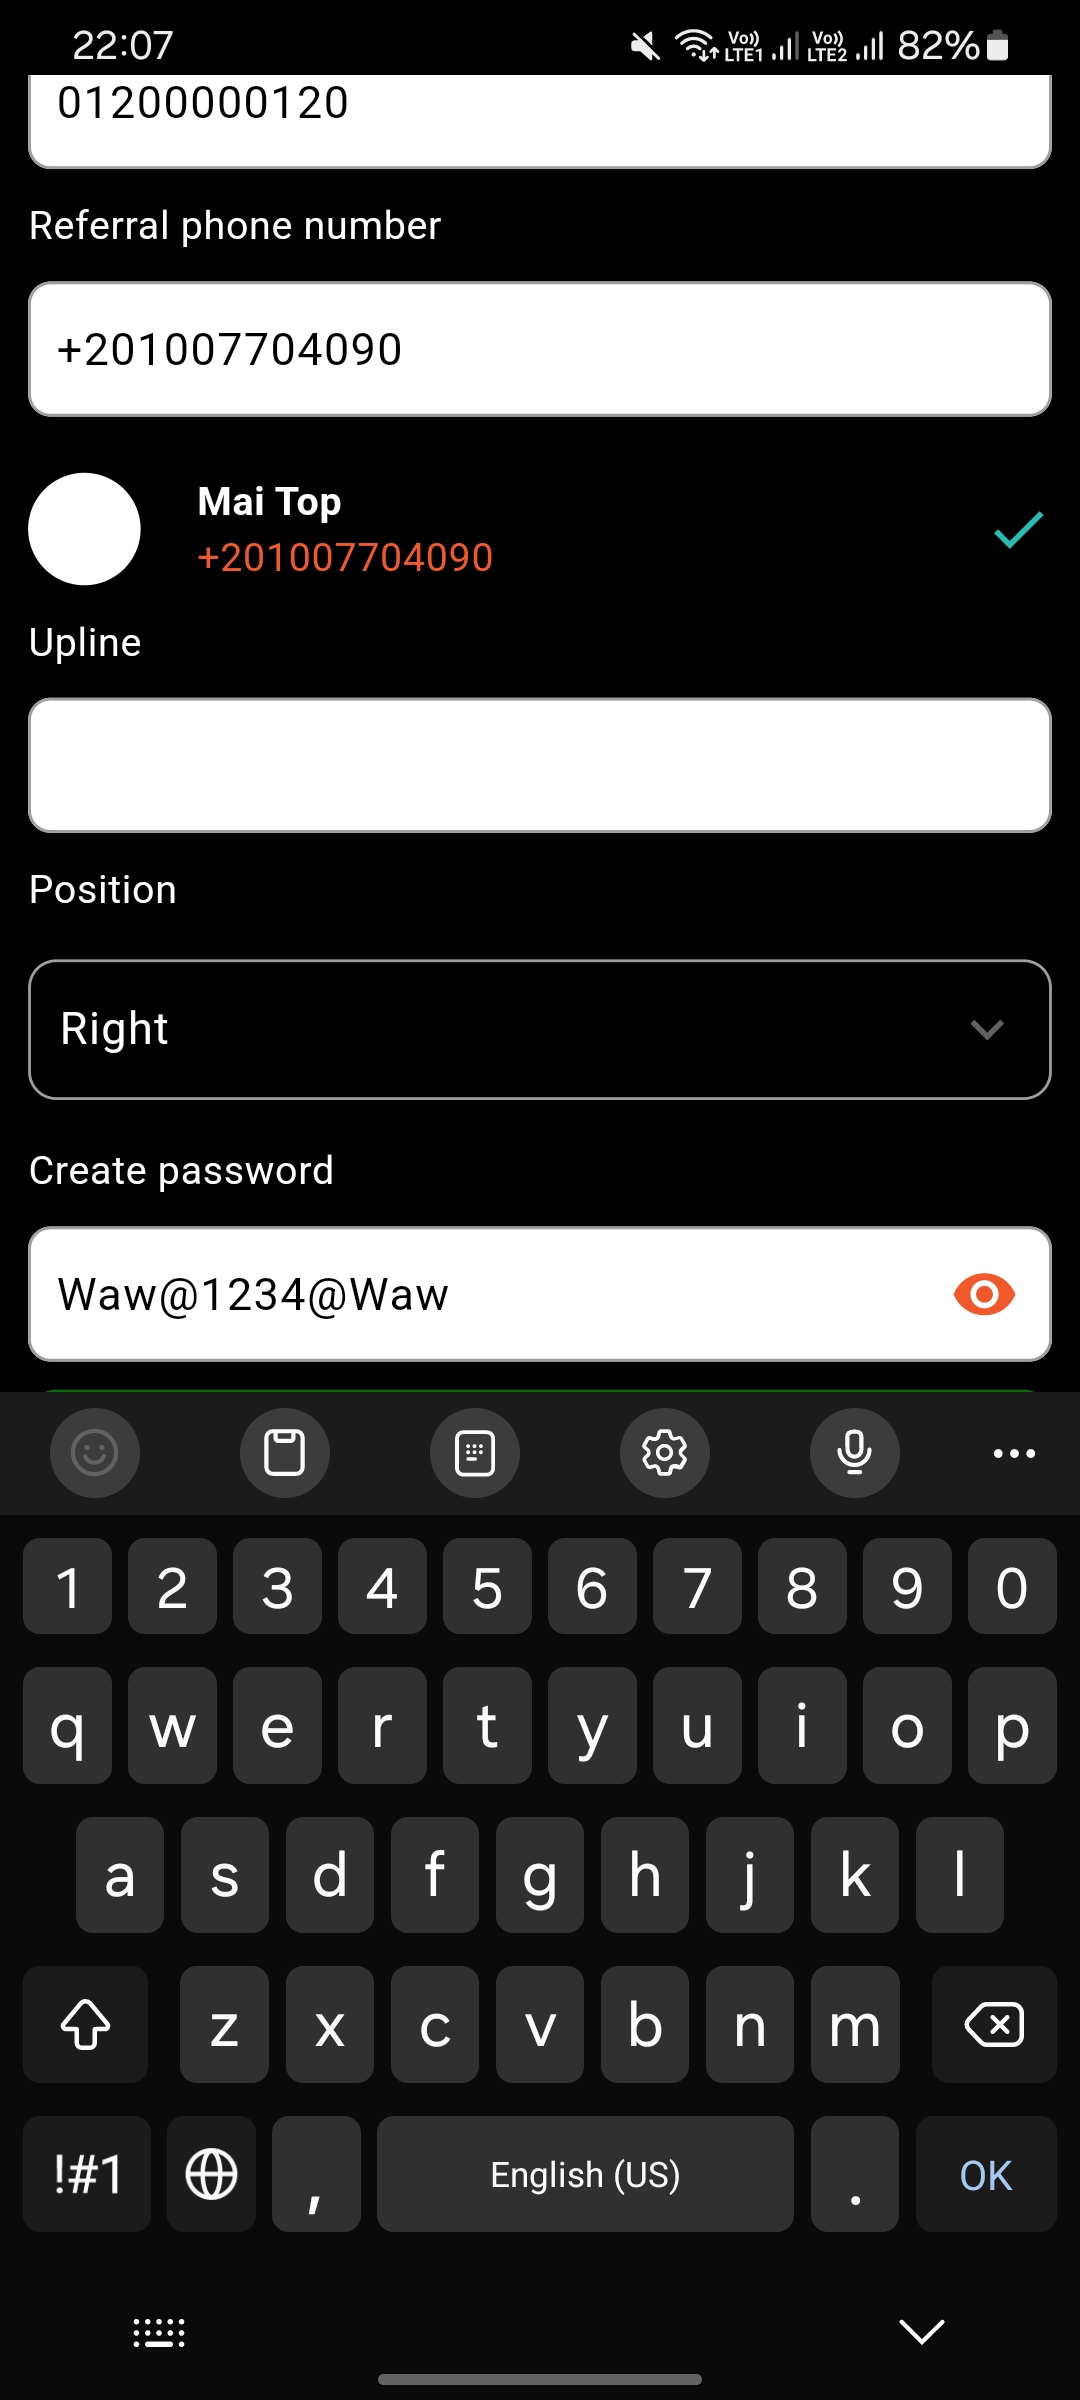 22:07
Vo)) LTE1 Vo)) LTE2 82%
01200000120
Referral phone number
+201007704090
Mai Top
+201007704090
Upline
Position
Right
Create password
Waw@1234@Waw
1 2 3 4 5 6 7 8 9 0
q w e r t y u i o p
a s d f g h j k l
z x c v b n m
!#1 , English (US) . OK